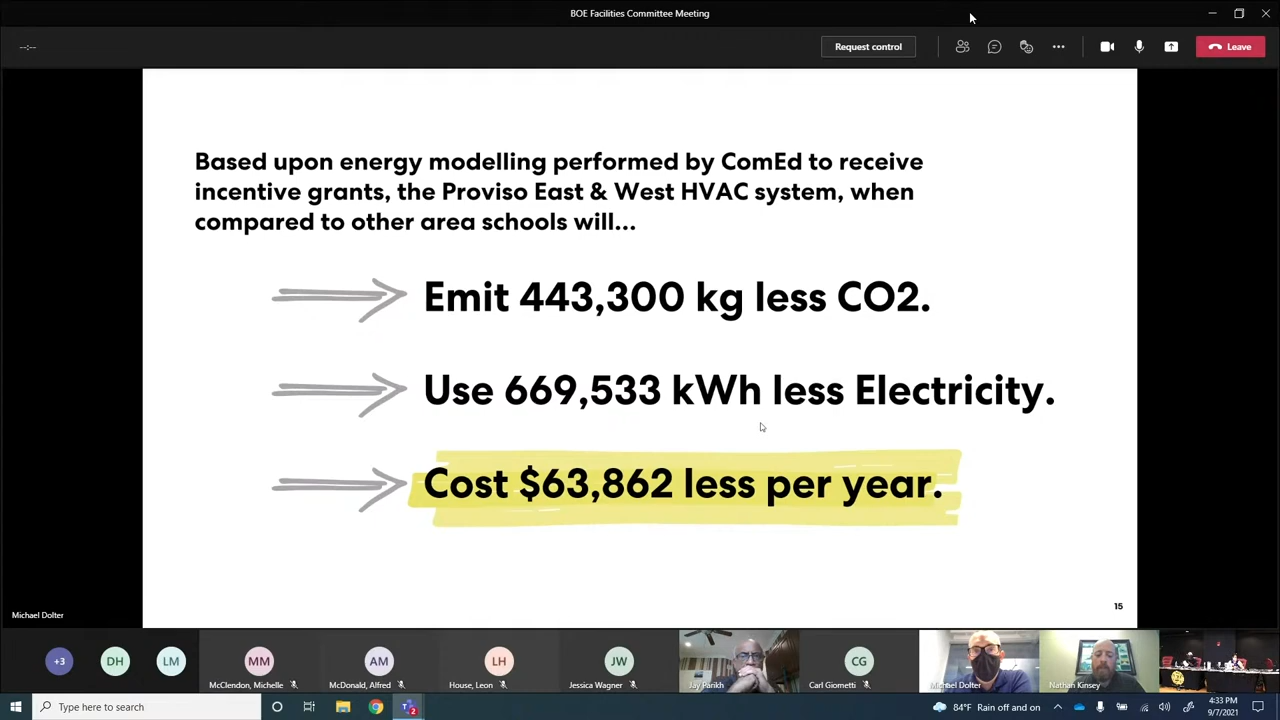 BOE Facilities Committee Meeting
--:--
Request control
Leave
Based upon energy modelling performed by ComEd to receive
incentive grants, the Proviso East & West HVAC system, when
compared to other area schools will...
Emit 443,300 kg less CO2.
Use 669,533 kWh less Electricity.
Cost $63,862 less per year.
15
Michael Dolter
+3
DH
LM
MM
McClendon, Michelle
AM
McDonald, Alfred
LH
House, Leon
JW
Jessica Wagner
Jay Parikh
CG
Carl Giometti
Michael Dolter
Nathan Kinsey
Type here to search
2
84°F Rain off and on
4:33 PM
9/7/2021